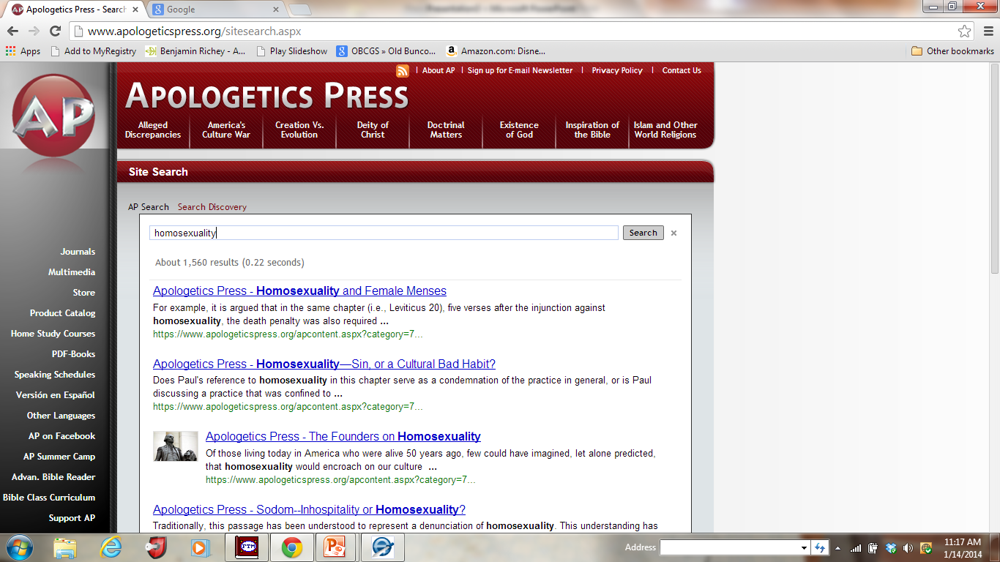 Apologetics Press - Search
Google
www.apologeticspress.org/sitesearch.aspx
Apps
Add to MyRegistry
Benjamin Richey - A...
Play Slideshow
OBCGS » Old Bunco...
Amazon.com: Disne...
Other bookmarks
About AP | Sign up for E-mail Newsletter | Privacy Policy | Contact Us
APOLOGETICS PRESS
AP
Alleged Discrepancies
America's Culture War
Creation Vs. Evolution
Deity of Christ
Doctrinal Matters
Existence of God
Inspiration of the Bible
Islam and Other World Religions
Site Search
AP Search Search Discovery
homosexuality
Search
About 1,560 results (0.22 seconds)
Apologetics Press - Homosexuality and Female Menses
For example, it is argued that in the same chapter (i.e., Leviticus 20), five verses after the injunction against
homosexuality, the death penalty was also required ...
https://www.apologeticspress.org/apcontent.aspx?category=7...
Apologetics Press - Homosexuality—Sin, or a Cultural Bad Habit?
Does Paul's reference to homosexuality in this chapter serve as a condemnation of the practice in general, or is Paul
discussing a practice that was confined to ...
https://www.apologeticspress.org/apcontent.aspx?category=7...
Apologetics Press - The Founders on Homosexuality
Of those living today in America who were alive 50 years ago, few could have imagined, let alone predicted,
that homosexuality would encroach on our culture ...
https://www.apologeticspress.org/apcontent.aspx?category=7...
Apologetics Press - Sodom--Inhospitality or Homosexuality?
Traditionally, this passage has been understood to represent a denunciation of homosexuality. This understanding has
Journals
Multimedia
Store
Product Catalog
Home Study Courses
PDF-Books
Speaking Schedules
Versión en Español
Other Languages
AP on Facebook
AP Summer Camp
Advan. Bible Reader
Bible Class Curriculum
Support AP
FTM
Address
11:17 AM
1/14/2014